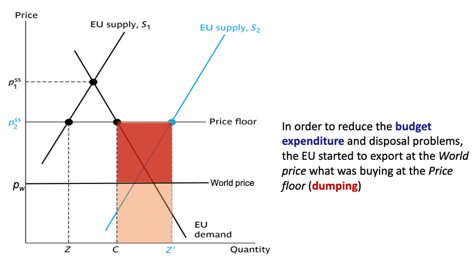 Price
EU supply, S1
EU supply, S2
p1ss
p2ss
Price floor
pw
World price
EU
demand
Z
C
Z'
Quantity
In order to reduce the budget
expenditure and disposal problems,
the EU started to export at the World
price what was buying at the Price
floor (dumping)